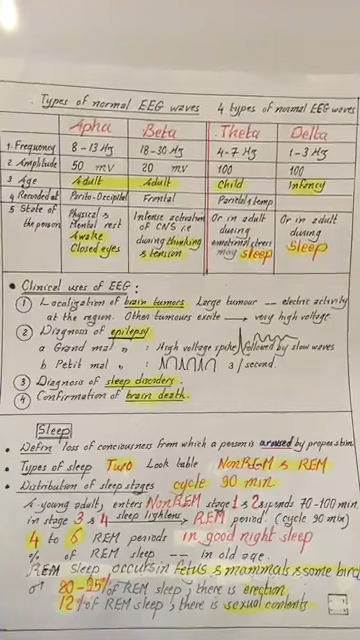 Types of normal EEG waves 4 types of normal EEG waves
Apha Beta Theta Delta
1. Frequency 8-13 Hz 18-30 Hz 4-7 Hz 1-3 Hz
2 Amplitude 50 mv 20 mv 100 100
3 Age Adult Adult Child Infancy
4 Recorded at Parito-Occipital Frontal Parital & temp
5 State of the person Physical & Mental rest Awake Closed eyes Intense activation of CNS i.e during thinking & tension Or in adult during emotional stress may sleep Or in adult during Sleep
• Clinical uses of EEG:
① Localization of brain tumors Large tumour — electric activity
at the region. Other tumours excite → very high voltage.
② Diagnosis of epilepsy
a Grand mal " : High voltage spike followed by slow waves
b Petit mal " : 3/second.
③ Diagnosis of sleep disorders.
④ Confirmation of brain death.
Sleep
• Defin loss of conciousness from which a person is aroused by proper stim
• Types of sleep Two Look table NonREM & REM
• Distribution of sleep stages cycle 90 min
A young adult, enters NonREM stage 1 & 2 spends 70-100 min
in stage 3 & 4 sleep lightens → REM period. (cycle 90 min)
4 to 6 REM periods in good night sleep
% of REM sleep --- in old age.
REM sleep occurs in fetus & mammals & some bird
of REM sleep, there is erection,
12% of REM sleep, there is sexual contents